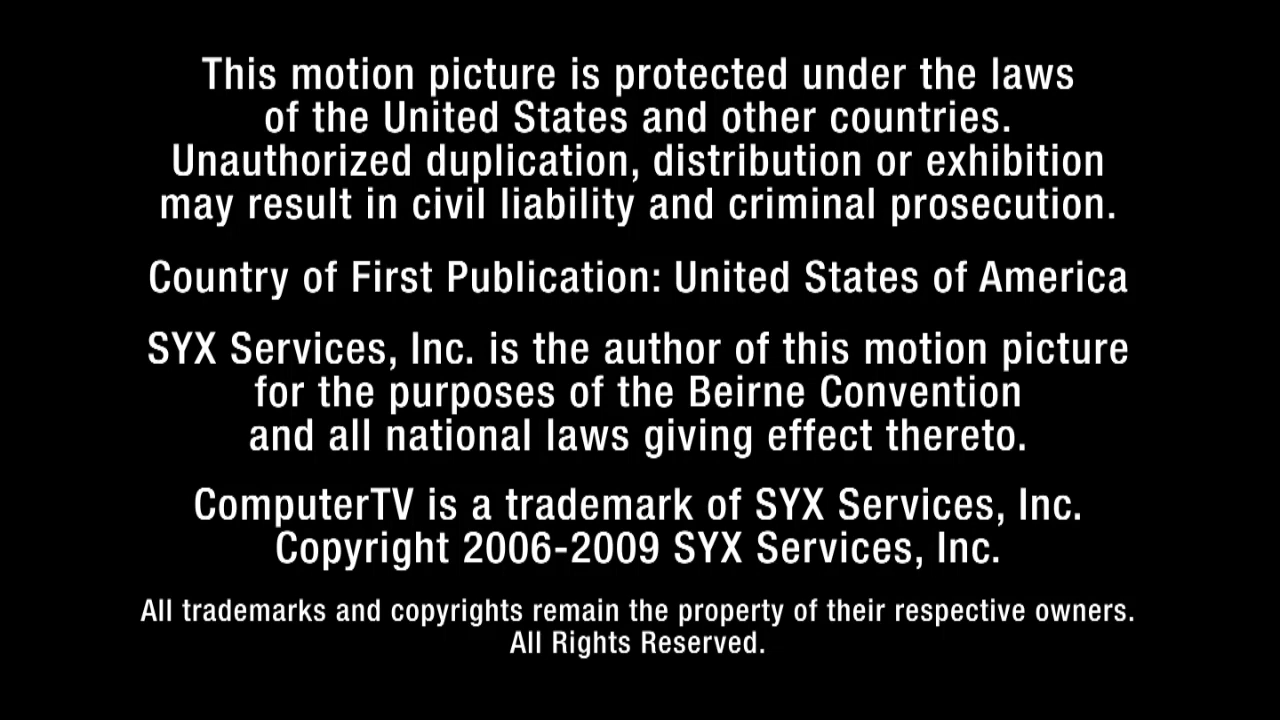 This motion picture is protected under the laws
of the United States and other countries.
Unauthorized duplication, distribution or exhibition
may result in civil liability and criminal prosecution.
Country of First Publication: United States of America
SYX Services, Inc. is the author of this motion picture
for the purposes of the Beirne Convention
and all national laws giving effect thereto.
ComputerTV is a trademark of SYX Services, Inc.
Copyright 2006-2009 SYX Services, Inc.
All trademarks and copyrights remain the property of their respective owners.
All Rights Reserved.